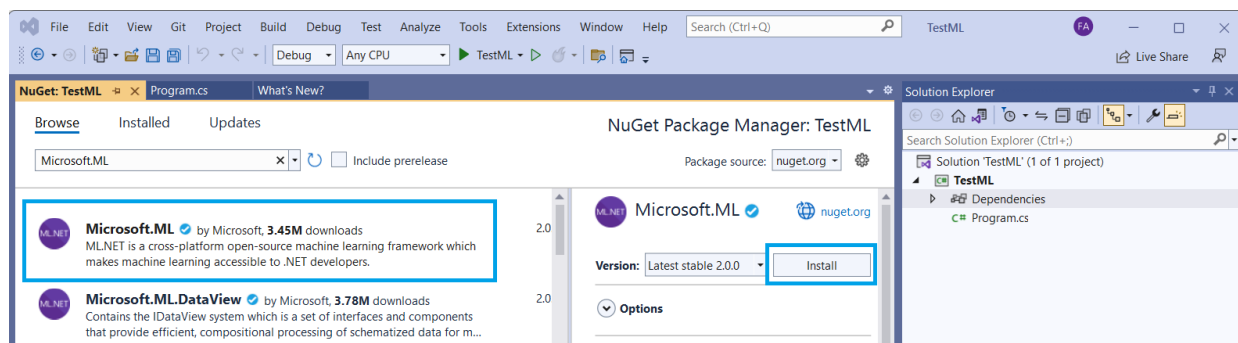 File Edit View Git Project Build Debug Test Analyze Tools Extensions Window Help Search (Ctrl+Q) TestML FA
Debug Any CPU TestML Live Share
NuGet: TestML Program.cs What's New? Solution Explorer
Browse Installed Updates NuGet Package Manager: TestML
Search Solution Explorer (Ctrl+;)
Microsoft.ML Include prerelease Package source: nuget.org
Solution 'TestML' (1 of 1 project)
C# TestML
Dependencies
C# Program.cs
ML.NET Microsoft.ML by Microsoft, 3.45M downloads 2.0
ML.NET is a cross-platform open-source machine learning framework which
makes machine learning accessible to .NET developers.
ML.NET Microsoft.ML.DataView by Microsoft, 3.78M downloads 2.0
Contains the IDataView system which is a set of interfaces and components
that provide efficient, compositional processing of schematized data for m...
ML.NET Microsoft.ML nuget.org
Version: Latest stable 2.0.0 Install
Options